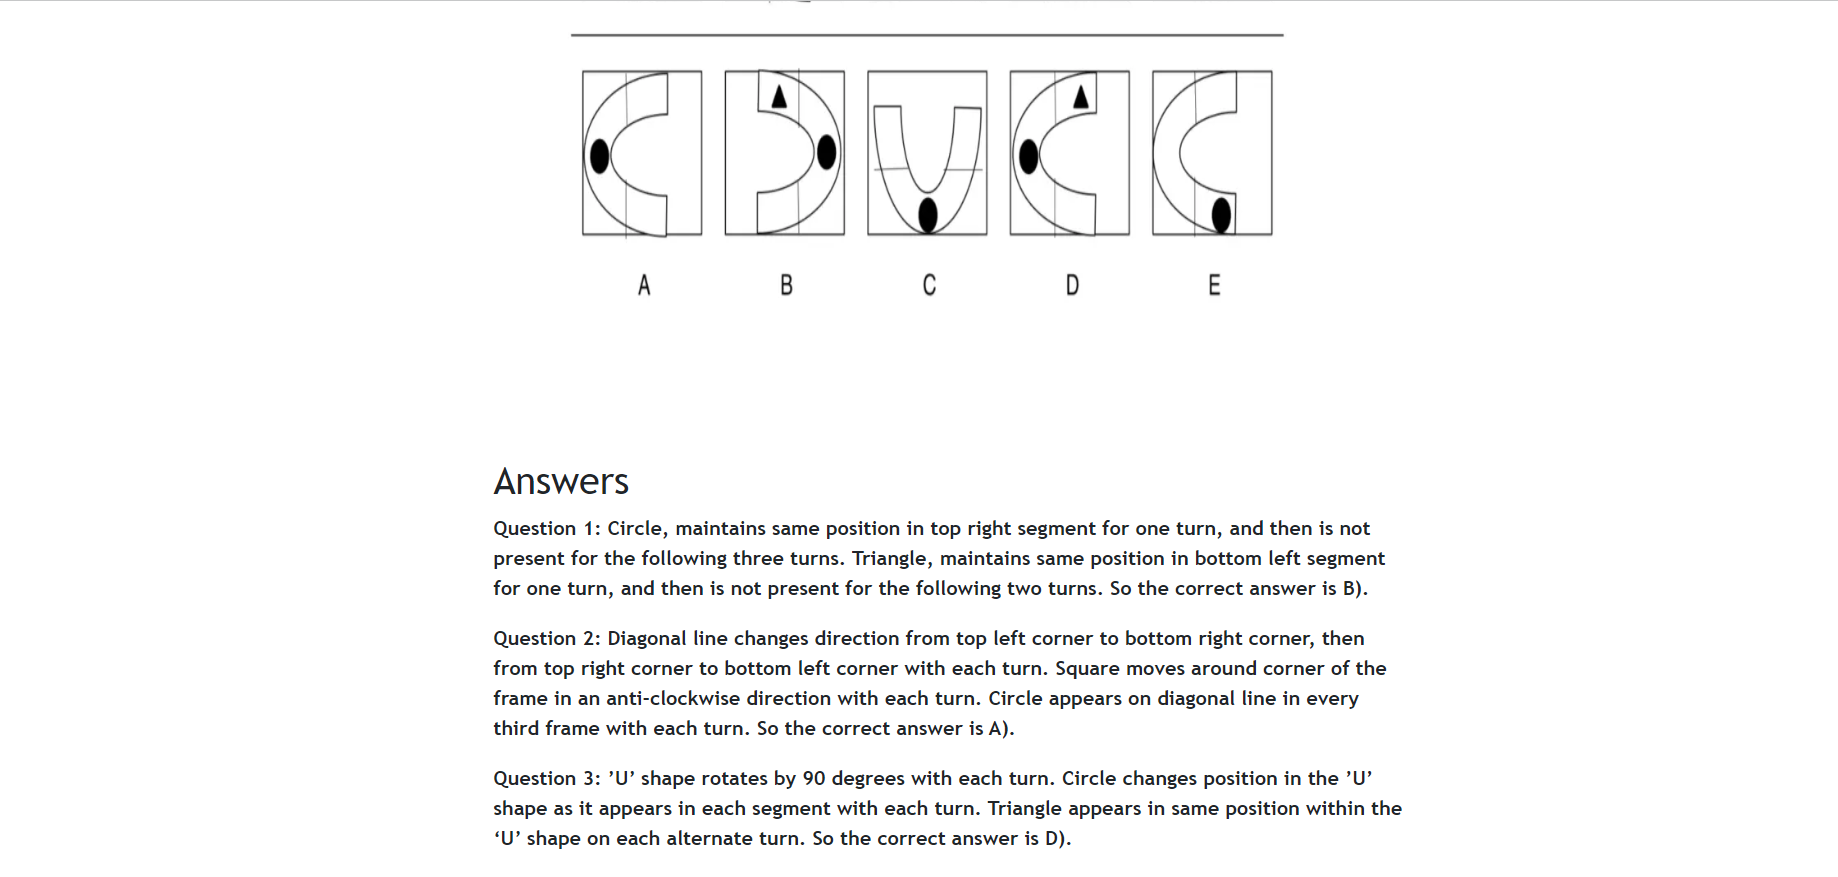 A B C D E
Answers
Question 1: Circle, maintains same position in top right segment for one turn, and then is not
present for the following three turns. Triangle, maintains same position in bottom left segment
for one turn, and then is not present for the following two turns. So the correct answer is B).
Question 2: Diagonal line changes direction from top left corner to bottom right corner, then
from top right corner to bottom left corner with each turn. Square moves around corner of the
frame in an anti-clockwise direction with each turn. Circle appears on diagonal line in every
third frame with each turn. So the correct answer is A).
Question 3: ’U’ shape rotates by 90 degrees with each turn. Circle changes position in the ’U’
shape as it appears in each segment with each turn. Triangle appears in same position within the
‘U’ shape on each alternate turn. So the correct answer is D).